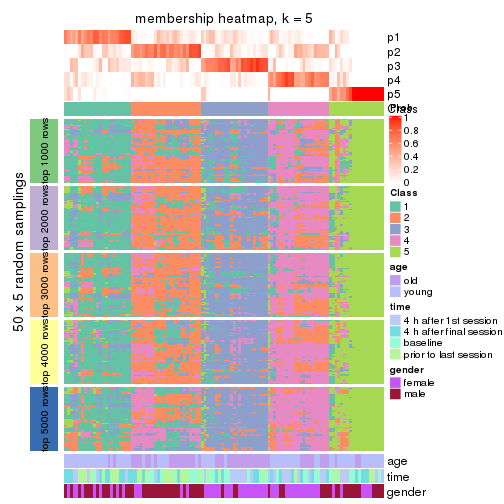 membership heatmap, k = 5
p1
p2
p3
p4
p5
Class
Prob
1
0.8
0.6
0.4
0.2
0
Class
1
2
3
4
5
age
old
young
time
4 h after 1st session
4 h after final session
baseline
prior to last session
gender
female
male
50 x 5 random samplings
top 1000 rows
top 2000 rows
top 3000 rows
top 4000 rows
top 5000 rows
age
time
gender